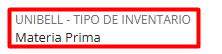 UNIBELL - TIPO DE INVENTARIO
Materia Prima